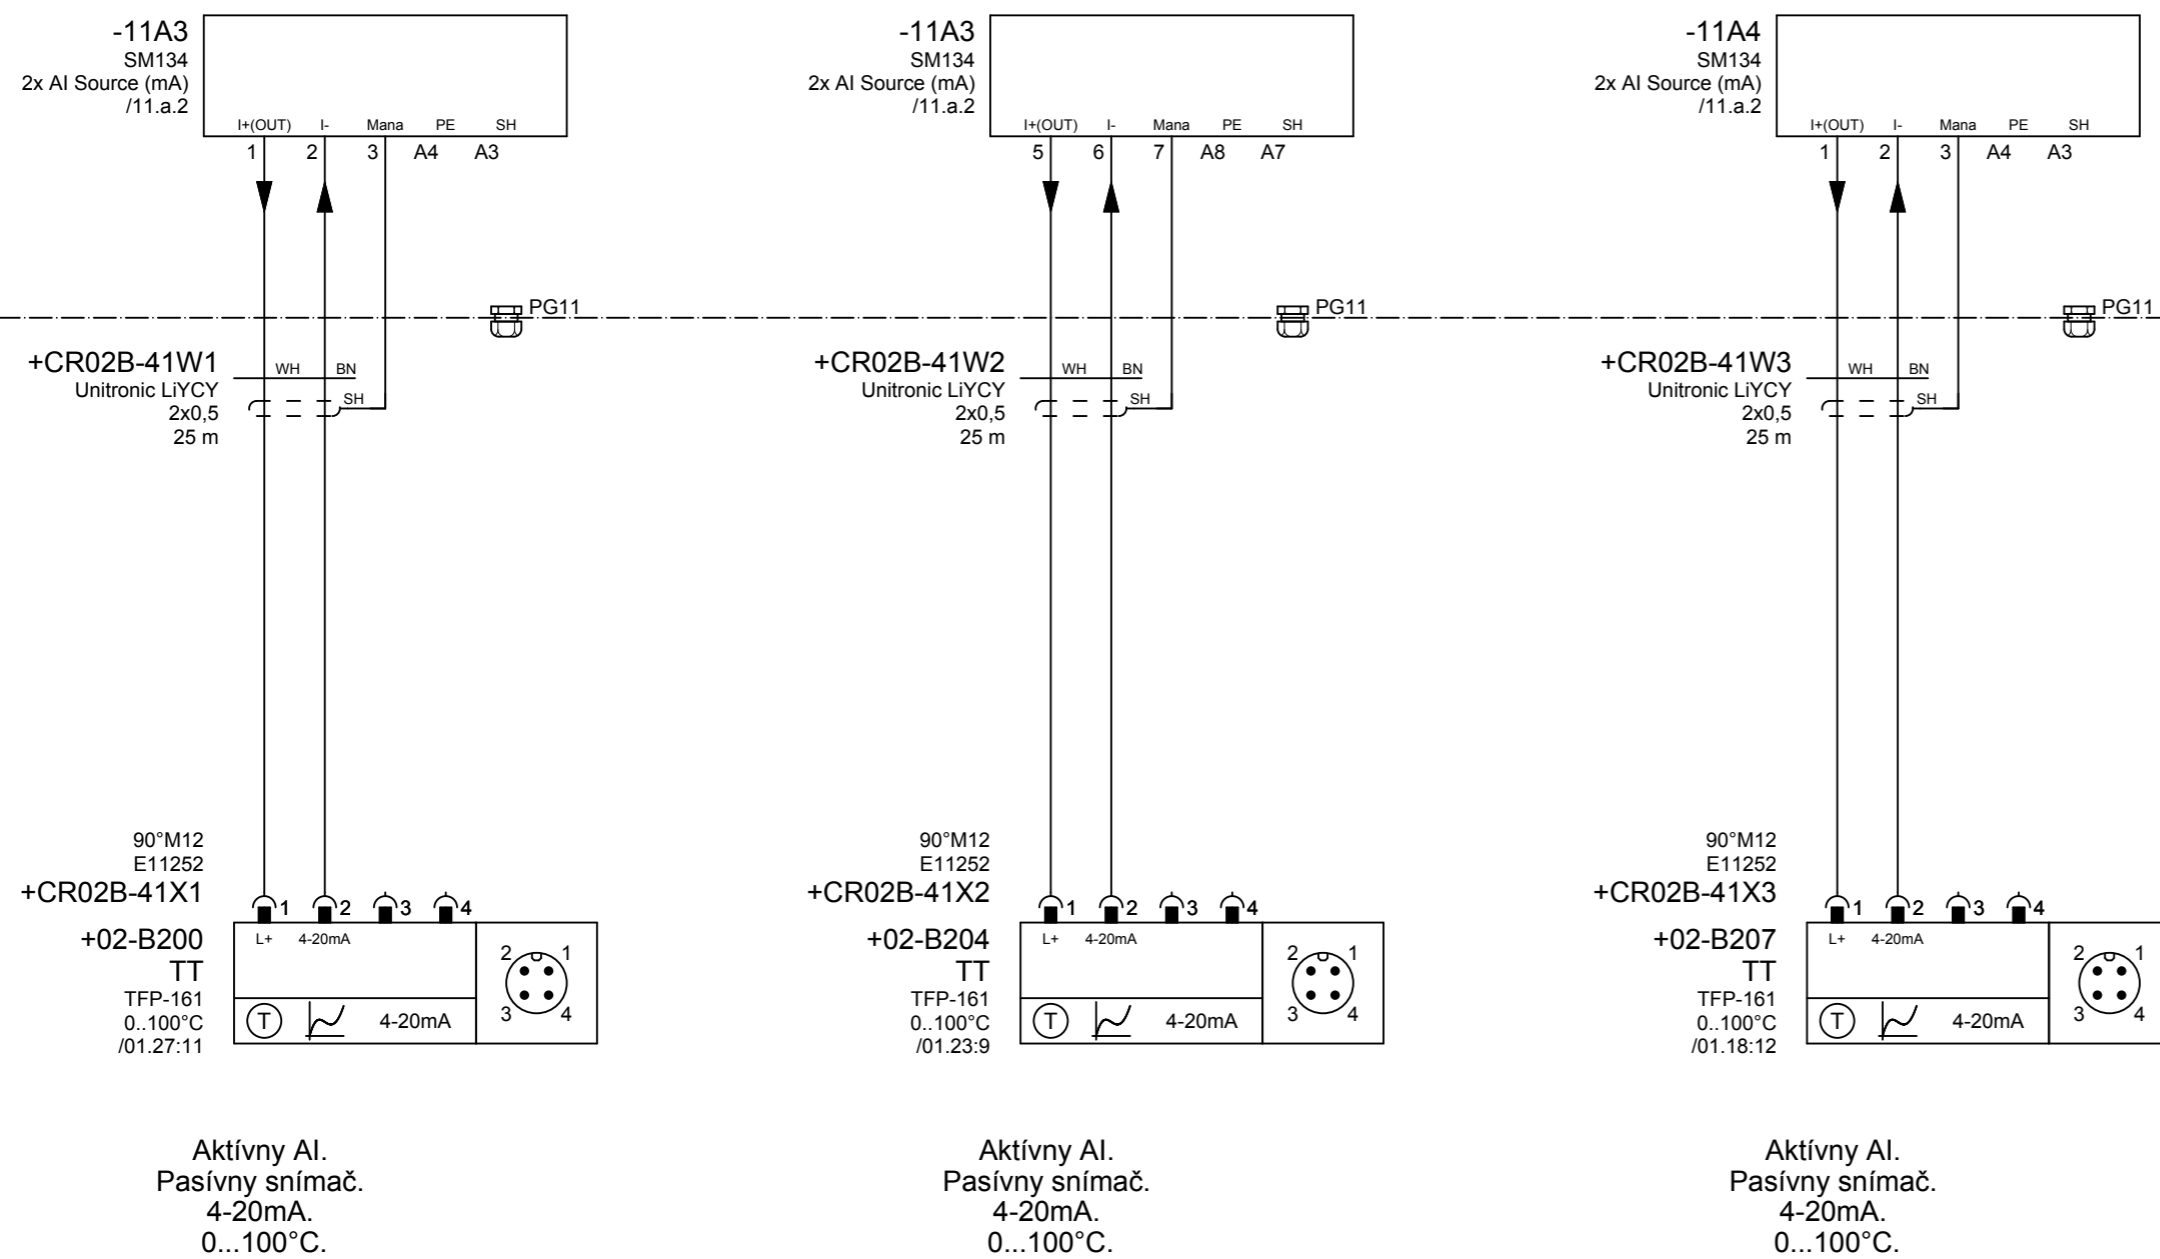 -11A3
SM134
2x AI Source (mA)
/11.a.2
I+(OUT) I- Mana PE SH
1 2 3 A4 A3
PG11
+CR02B-41W1
Unitronic LiYCY
2x0,5
25 m
WH BN
SH
90°M12
E11252
+CR02B-41X1
1 2 3 4
+02-B200
TT
TFP-161
0..100°C
/01.27:11
L+ 4-20mA
T 4-20mA
2 1
3 4
Aktívny AI.
Pasívny snímač.
4-20mA.
0...100°C.
-11A3
SM134
2x AI Source (mA)
/11.a.2
I+(OUT) I- Mana PE SH
5 6 7 A8 A7
PG11
+CR02B-41W2
Unitronic LiYCY
2x0,5
25 m
WH BN
SH
90°M12
E11252
+CR02B-41X2
1 2 3 4
+02-B204
TT
TFP-161
0..100°C
/01.23:9
L+ 4-20mA
T 4-20mA
2 1
3 4
Aktívny AI.
Pasívny snímač.
4-20mA.
0...100°C.
-11A4
SM134
2x AI Source (mA)
/11.a.2
I+(OUT) I- Mana PE SH
1 2 3 A4 A3
PG11
+CR02B-41W3
Unitronic LiYCY
2x0,5
25 m
WH BN
SH
90°M12
E11252
+CR02B-41X3
1 2 3 4
+02-B207
TT
TFP-161
0..100°C
/01.18:12
L+ 4-20mA
T 4-20mA
2 1
3 4
Aktívny AI.
Pasívny snímač.
4-20mA.
0...100°C.